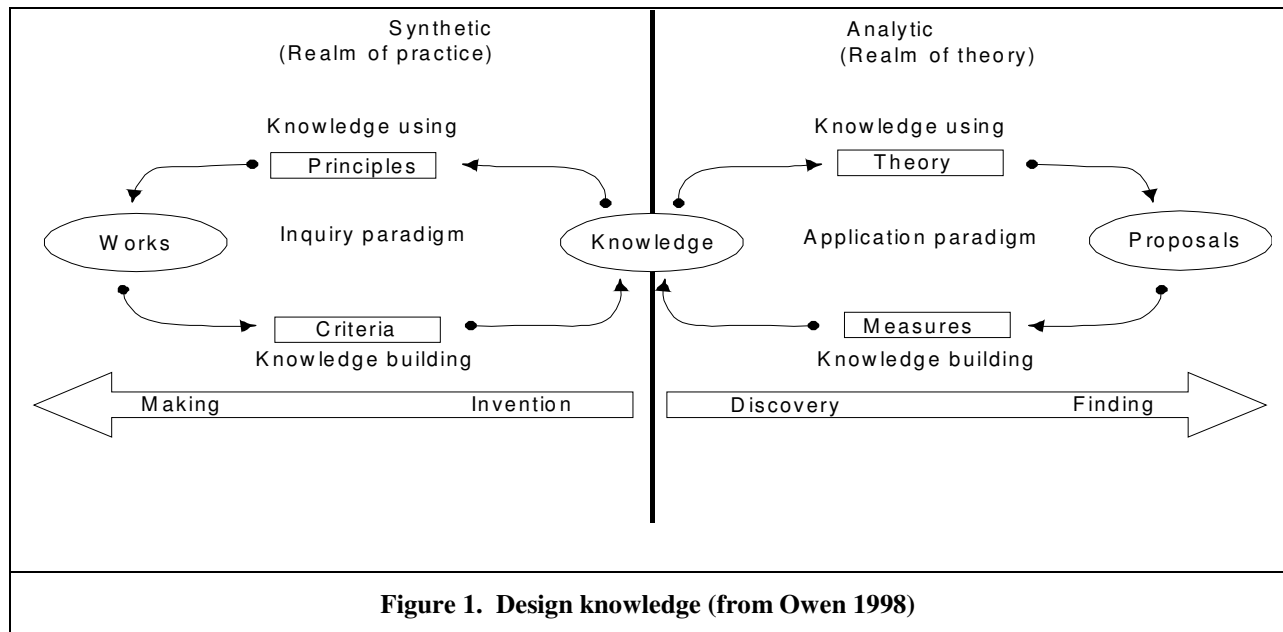 Synthetic
(Realm of practice)
Analytic
(Realm of theory)
Knowledge using
Principles
Works
Inquiry paradigm
Knowledge
Criteria
Knowledge building
Knowledge using
Theory
Application paradigm
Proposals
Measures
Knowledge building
Making
Invention
Discovery
Finding
Figure 1. Design knowledge (from Owen 1998)